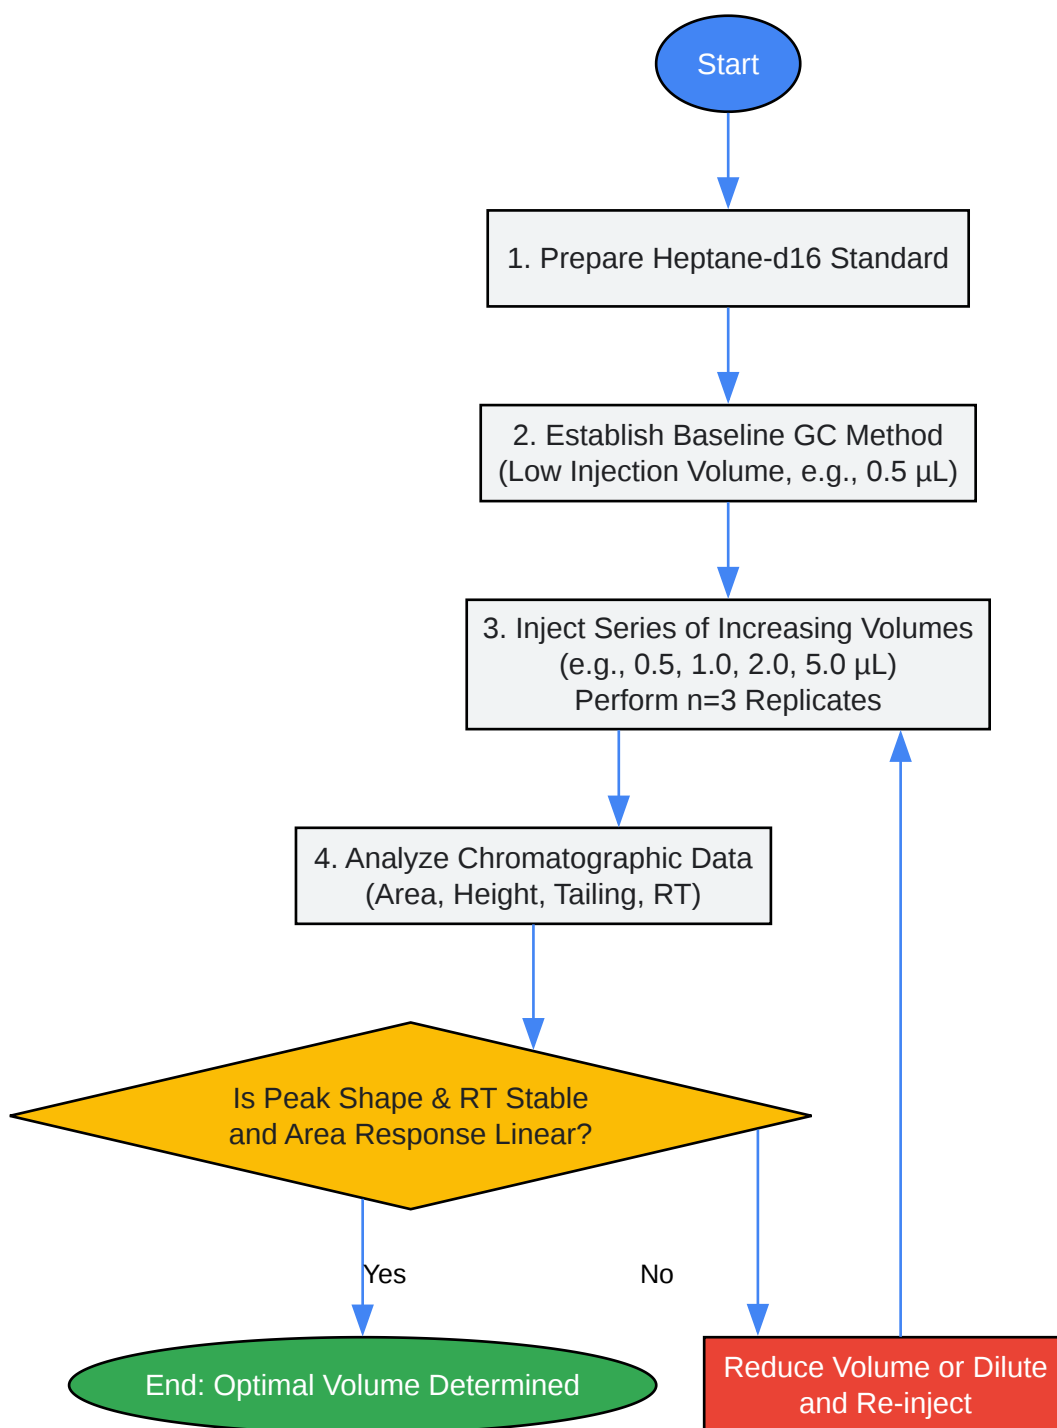 Start
1. Prepare Heptane-d16 Standard
2. Establish Baseline GC Method
(Low Injection Volume, e.g., 0.5 µL)
3. Inject Series of Increasing Volumes
(e.g., 0.5, 1.0, 2.0, 5.0 µL)
Perform n=3 Replicates
4. Analyze Chromatographic Data
(Area, Height, Tailing, RT)
Is Peak Shape & RT Stable
and Area Response Linear?
Yes
No
End: Optimal Volume Determined
Reduce Volume or Dilute
and Re-inject